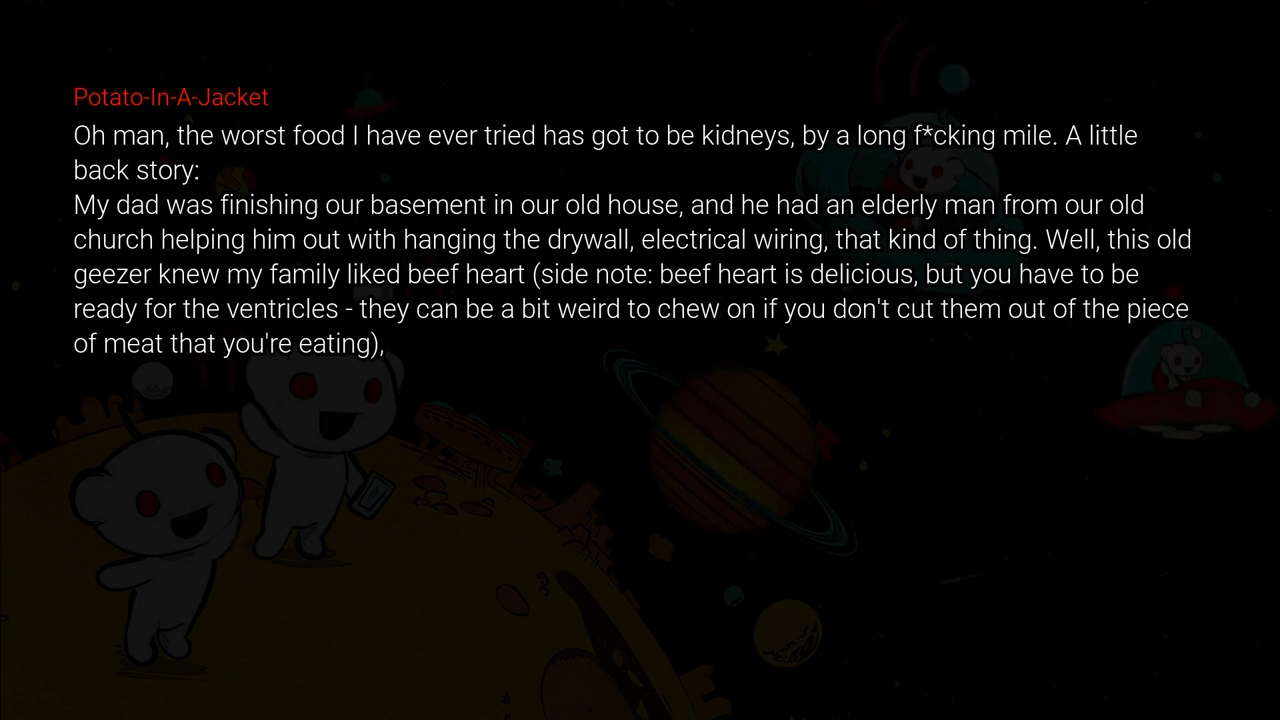 Potato-In-A-Jacket
Oh man, the worst food I have ever tried has got to be kidneys, by a long f*cking mile. A little
back story:
My dad was finishing our basement in our old house, and he had an elderly man from our old
church helping him out with hanging the drywall, electrical wiring, that kind of thing. Well, this old
geezer knew my family liked beef heart (side note: beef heart is delicious, but you have to be
ready for the ventricles - they can be a bit weird to chew on if you don't cut them out of the piece
of meat that you're eating),